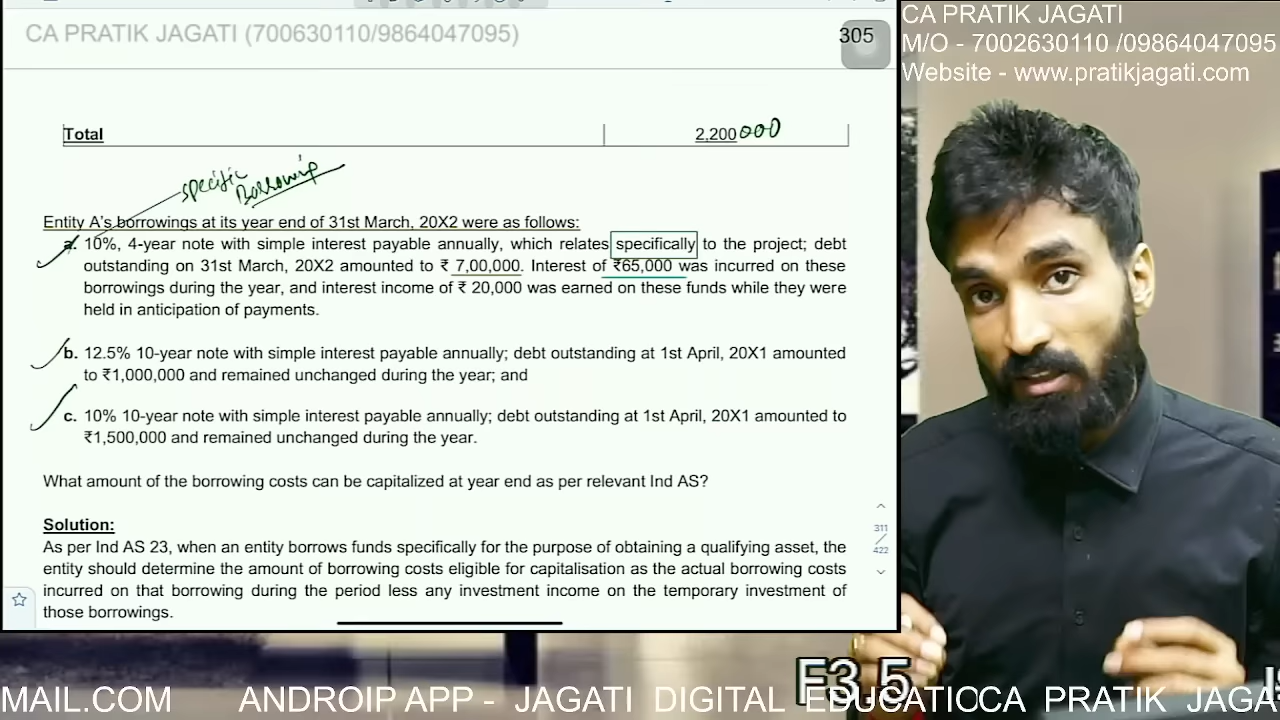 CA PRATIK JAGATI (700630110/9864047095)
305
CA PRATIK JAGATI
M/O - 7002630110 /09864047095
Website - www.pratikjagati.com
Total 2,200 000
specific Borrowing
Entity A's borrowings at its year end of 31st March, 20X2 were as follows:
a. 10%, 4-year note with simple interest payable annually, which relates specifically to the project; debt
outstanding on 31st March, 20X2 amounted to ₹ 7,00,000. Interest of ₹65,000 was incurred on these
borrowings during the year, and interest income of ₹ 20,000 was earned on these funds while they were
held in anticipation of payments.
b. 12.5% 10-year note with simple interest payable annually; debt outstanding at 1st April, 20X1 amounted
to ₹1,000,000 and remained unchanged during the year; and
c. 10% 10-year note with simple interest payable annually; debt outstanding at 1st April, 20X1 amounted to
₹1,500,000 and remained unchanged during the year.
What amount of the borrowing costs can be capitalized at year end as per relevant Ind AS?
Solution:
As per Ind AS 23, when an entity borrows funds specifically for the purpose of obtaining a qualifying asset, the
entity should determine the amount of borrowing costs eligible for capitalisation as the actual borrowing costs
incurred on that borrowing during the period less any investment income on the temporary investment of
those borrowings.
311
/
422
MAIL.COM ANDROIP APP - JAGATI DIGITAL EDUCATIOCA PRATIK JAGA